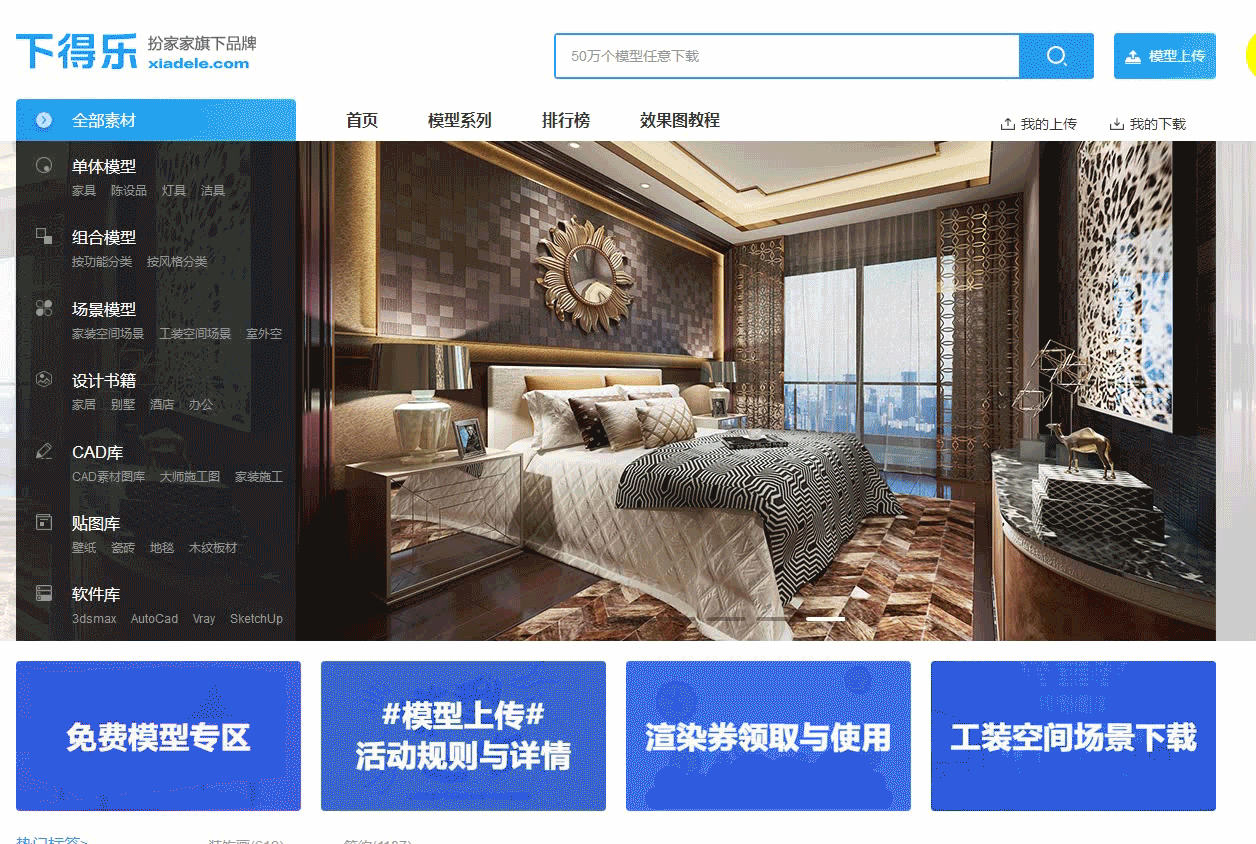 下得乐 扮家家旗下品牌
xiadele.com
50万个模型任意下载
模型上传
全部素材
首页 模型系列 排行榜 效果图教程
我的上传 我的下载
单体模型
家具 陈设品 灯具 洁具
组合模型
按功能分类 按风格分类
场景模型
家装空间场景 工装空间场景 室外空
设计书籍
家居 别墅 酒店 办公
CAD库
CAD素材图库 大师施工图 家装施工
贴图库
壁纸 瓷砖 地毯 木纹板材
软件库
3dsmax AutoCad Vray SketchUp
免费模型专区
#模型上传#
活动规则与详情
渲染券领取与使用
工装空间场景下载
热门标签>